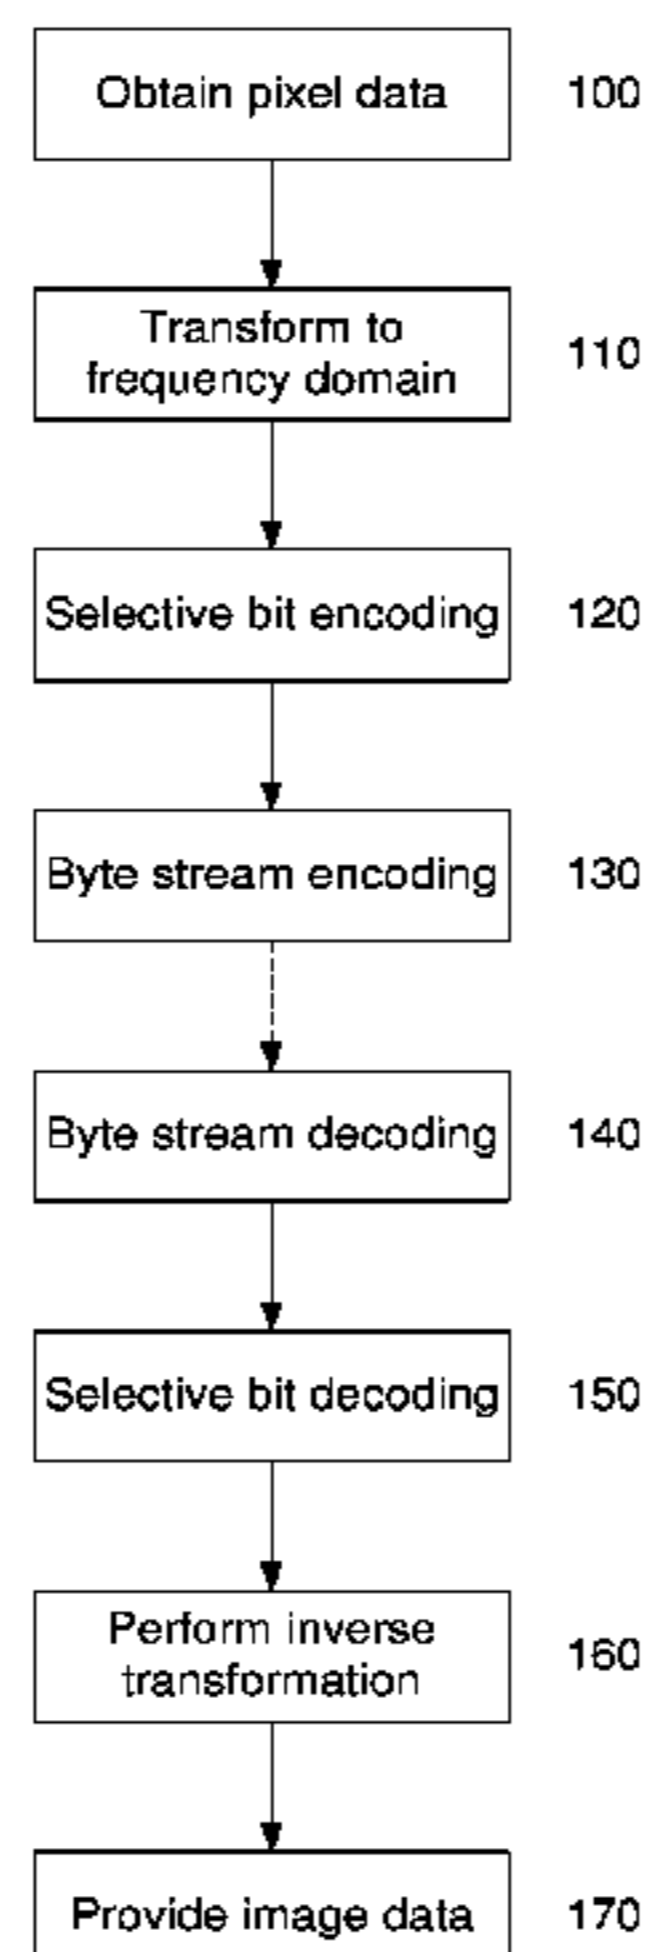 Obtain pixel data 100
Transform to
frequency domain 110
Selective bit encoding 120
Byte stream encoding 130
Byte stream decoding 140
Selective bit decoding 150
Perform inverse
transformation 160
Provide image data 170